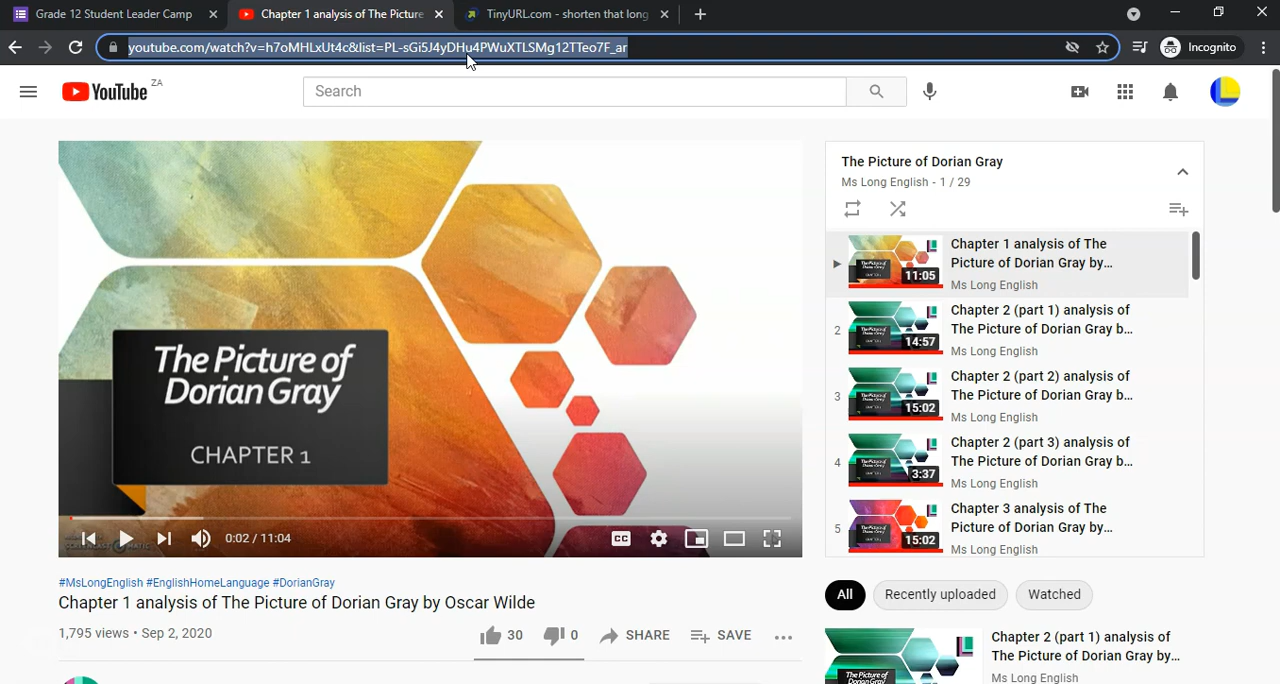 Grade 12 Student Leader Camp
Chapter 1 analysis of The Picture
TinyURL.com - shorten that long
youtube.com/watch?v=h7oMHLxUt4c&list=PL-sGi5J4yDHu4PWuXTLSMg12TTeo7F_ar
Incognito
YouTube ZA
Search
The Picture of
Dorian Gray
CHAPTER 1
0:02 / 11:04
CC
#MsLongEnglish #EnglishHomeLanguage #DorianGray
Chapter 1 analysis of The Picture of Dorian Gray by Oscar Wilde
1,795 views • Sep 2, 2020
30
0
SHARE
SAVE
The Picture of Dorian Gray
Ms Long English - 1 / 29
11:05
Chapter 1 analysis of The
Picture of Dorian Gray by...
Ms Long English
2
14:57
Chapter 2 (part 1) analysis of
The Picture of Dorian Gray b...
Ms Long English
3
15:02
Chapter 2 (part 2) analysis of
The Picture of Dorian Gray b...
Ms Long English
4
3:37
Chapter 2 (part 3) analysis of
The Picture of Dorian Gray b...
Ms Long English
5
15:02
Chapter 3 analysis of The
Picture of Dorian Gray by...
Ms Long English
All
Recently uploaded
Watched
Chapter 2 (part 1) analysis of
The Picture of Dorian Gray by...
Ms Long English
The Picture of